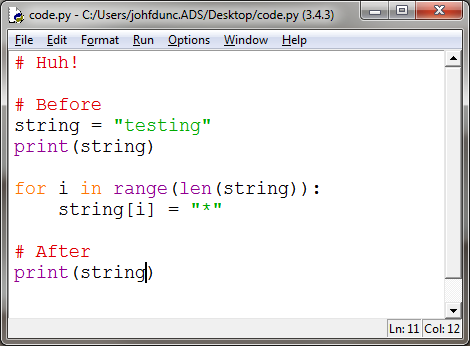 code.py - C:/Users/johfdunc.ADS/Desktop/code.py (3.4.3)
File Edit Format Run Options Window Help
# Huh!
# Before
string = "testing"
print(string)
for i in range(len(string)):
    string[i] = "*"
# After
print(string)
Ln: 11 Col: 12